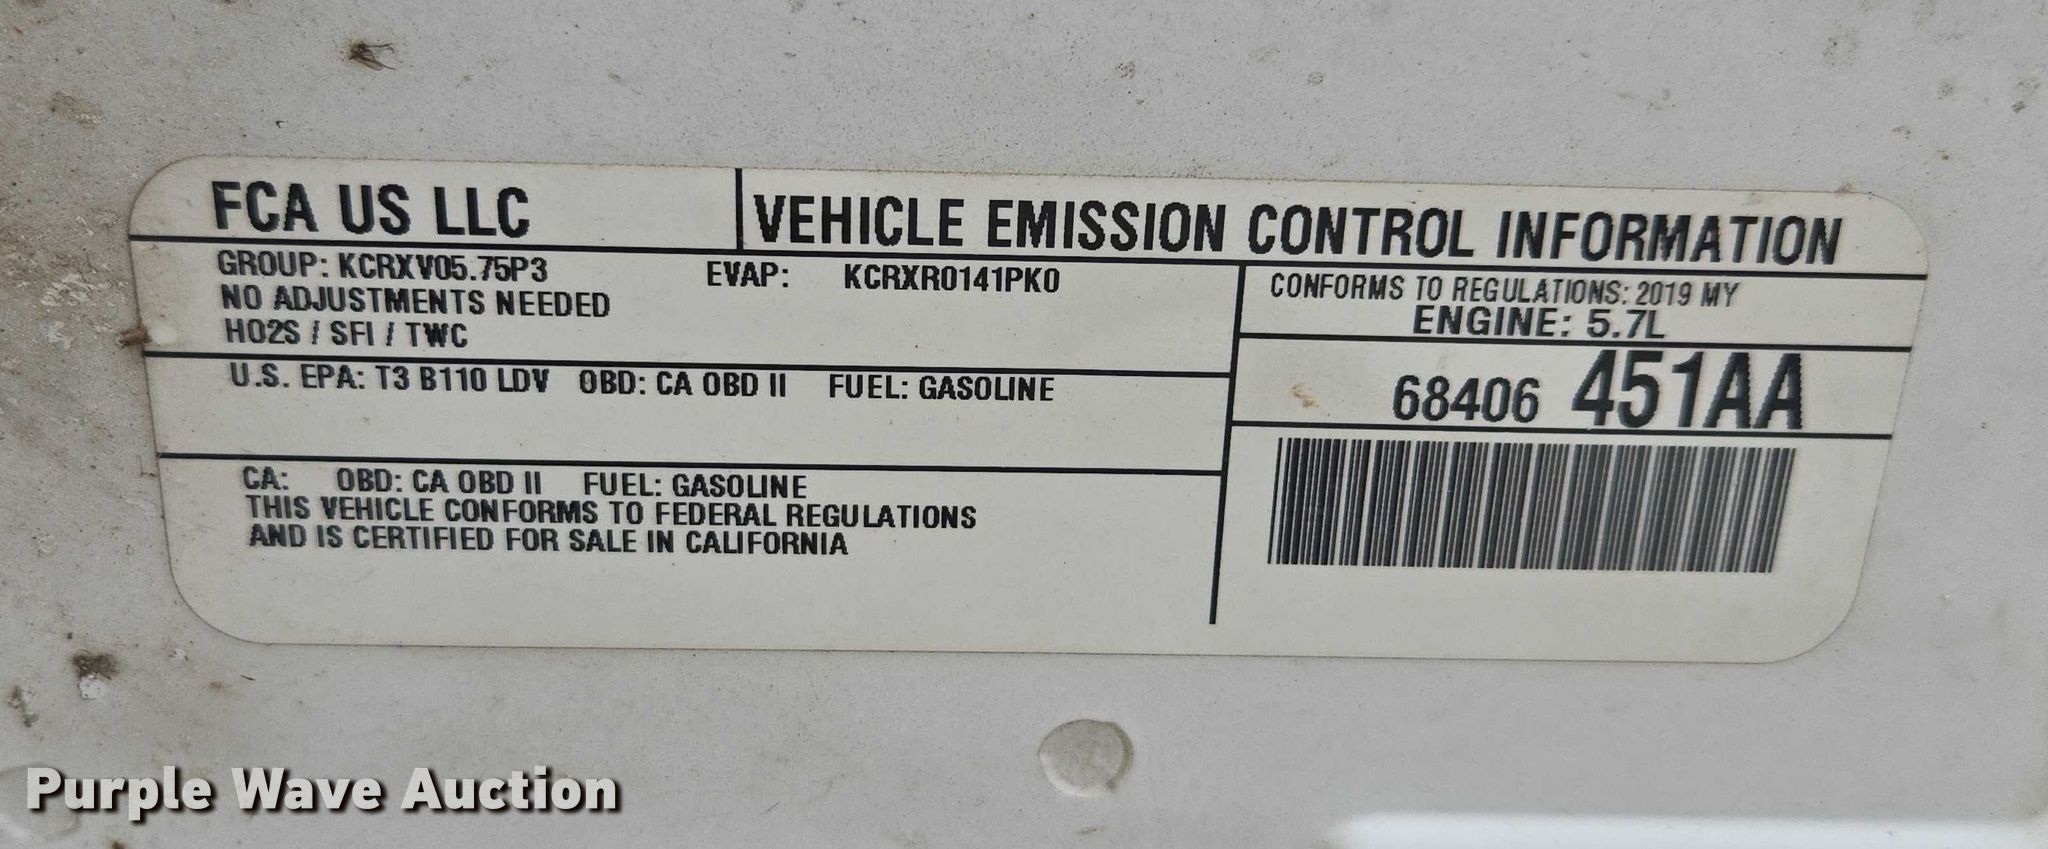 FCA US LLC
VEHICLE EMISSION CONTROL INFORMATION
GROUP: KCRXV05.75P3 EVAP: KCRXR0141PK0
NO ADJUSTMENTS NEEDED
HO2S / SFI / TWC
CONFORMS TO REGULATIONS: 2019 MY
ENGINE: 5.7L
U.S. EPA: T3 B110 LDV OBD: CA OBD II FUEL: GASOLINE
68406 451AA
CA: OBD: CA OBD II FUEL: GASOLINE
THIS VEHICLE CONFORMS TO FEDERAL REGULATIONS
AND IS CERTIFIED FOR SALE IN CALIFORNIA
Purple Wave Auction